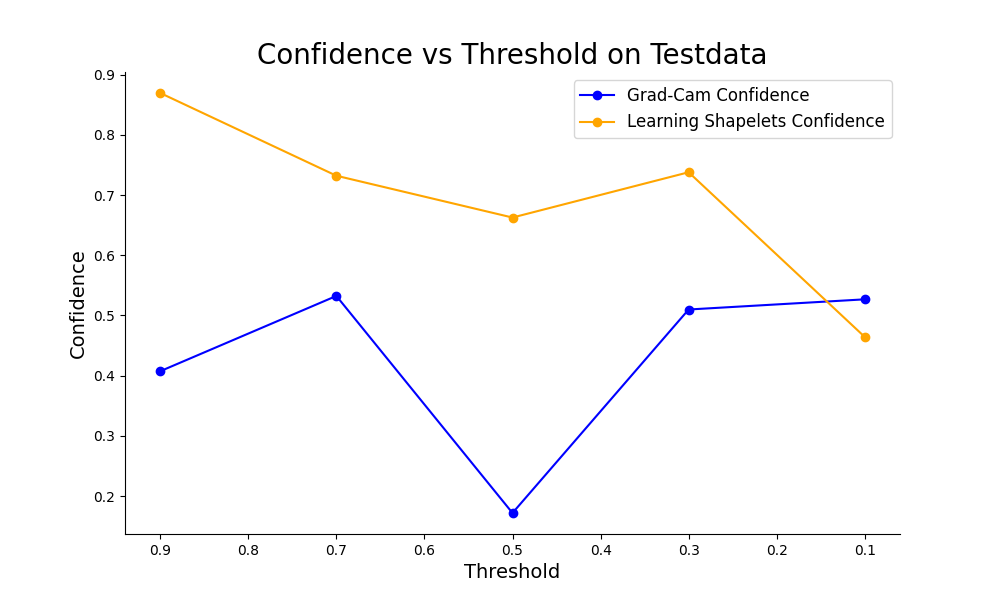 Confidence vs Threshold on Testdata
Grad-Cam Confidence
Learning Shapelets Confidence
Confidence
0.9
0.8
0.7
0.6
0.5
0.4
0.3
0.2
0.9 0.8 0.7 0.6 0.5 0.4 0.3 0.2 0.1
Threshold